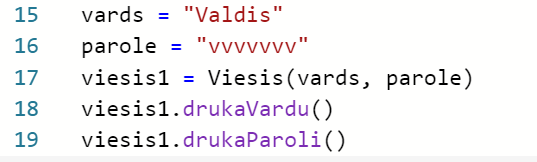 15 vards = "Valdis"
16 parole = "vvvvvvv"
17 viesis1 = Viesis(vards, parole)
18 viesis1.drukaVardu()
19 viesis1.drukaParoli()